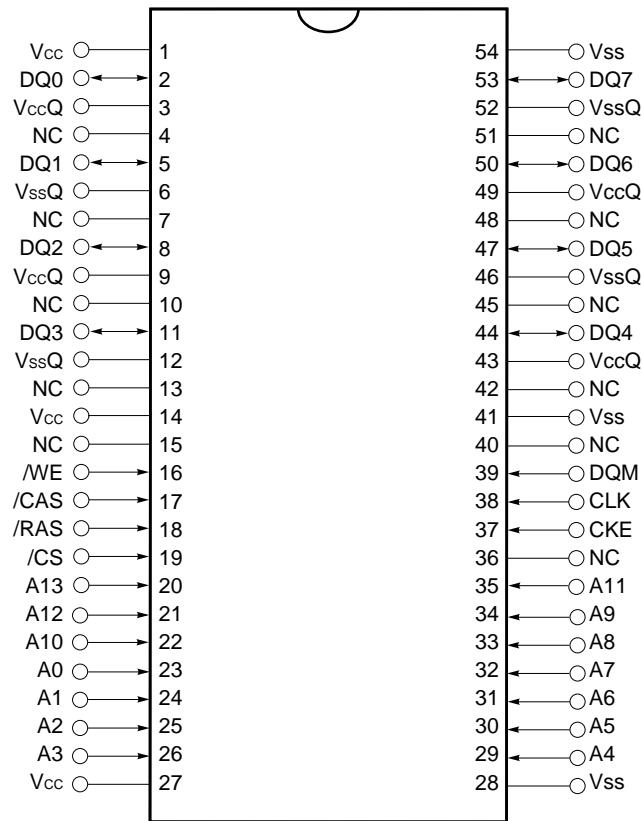 Vcc 1 54 Vss
DQ0 2 53 DQ7
VccQ 3 52 VssQ
NC 4 51 NC
DQ1 5 50 DQ6
VssQ 6 49 VccQ
NC 7 48 NC
DQ2 8 47 DQ5
VccQ 9 46 VssQ
NC 10 45 NC
DQ3 11 44 DQ4
VssQ 12 43 VccQ
NC 13 42 NC
Vcc 14 41 Vss
NC 15 40 NC
/WE 16 39 DQM
/CAS 17 38 CLK
/RAS 18 37 CKE
/CS 19 36 NC
A13 20 35 A11
A12 21 34 A9
A10 22 33 A8
A0 23 32 A7
A1 24 31 A6
A2 25 30 A5
A3 26 29 A4
Vcc 27 28 Vss